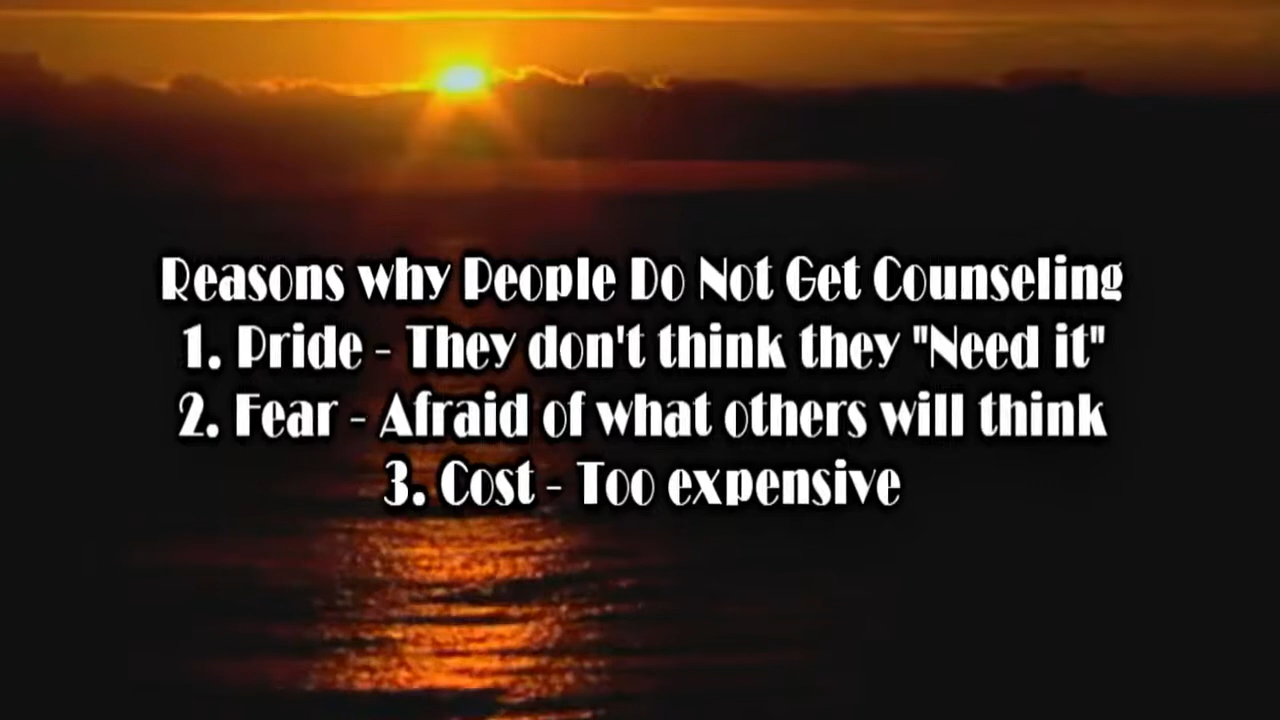 Reasons why People Do Not Get Counseling
1. Pride - They don't think they "Need it"
2. Fear - Afraid of what others will think
3. Cost - Too expensive